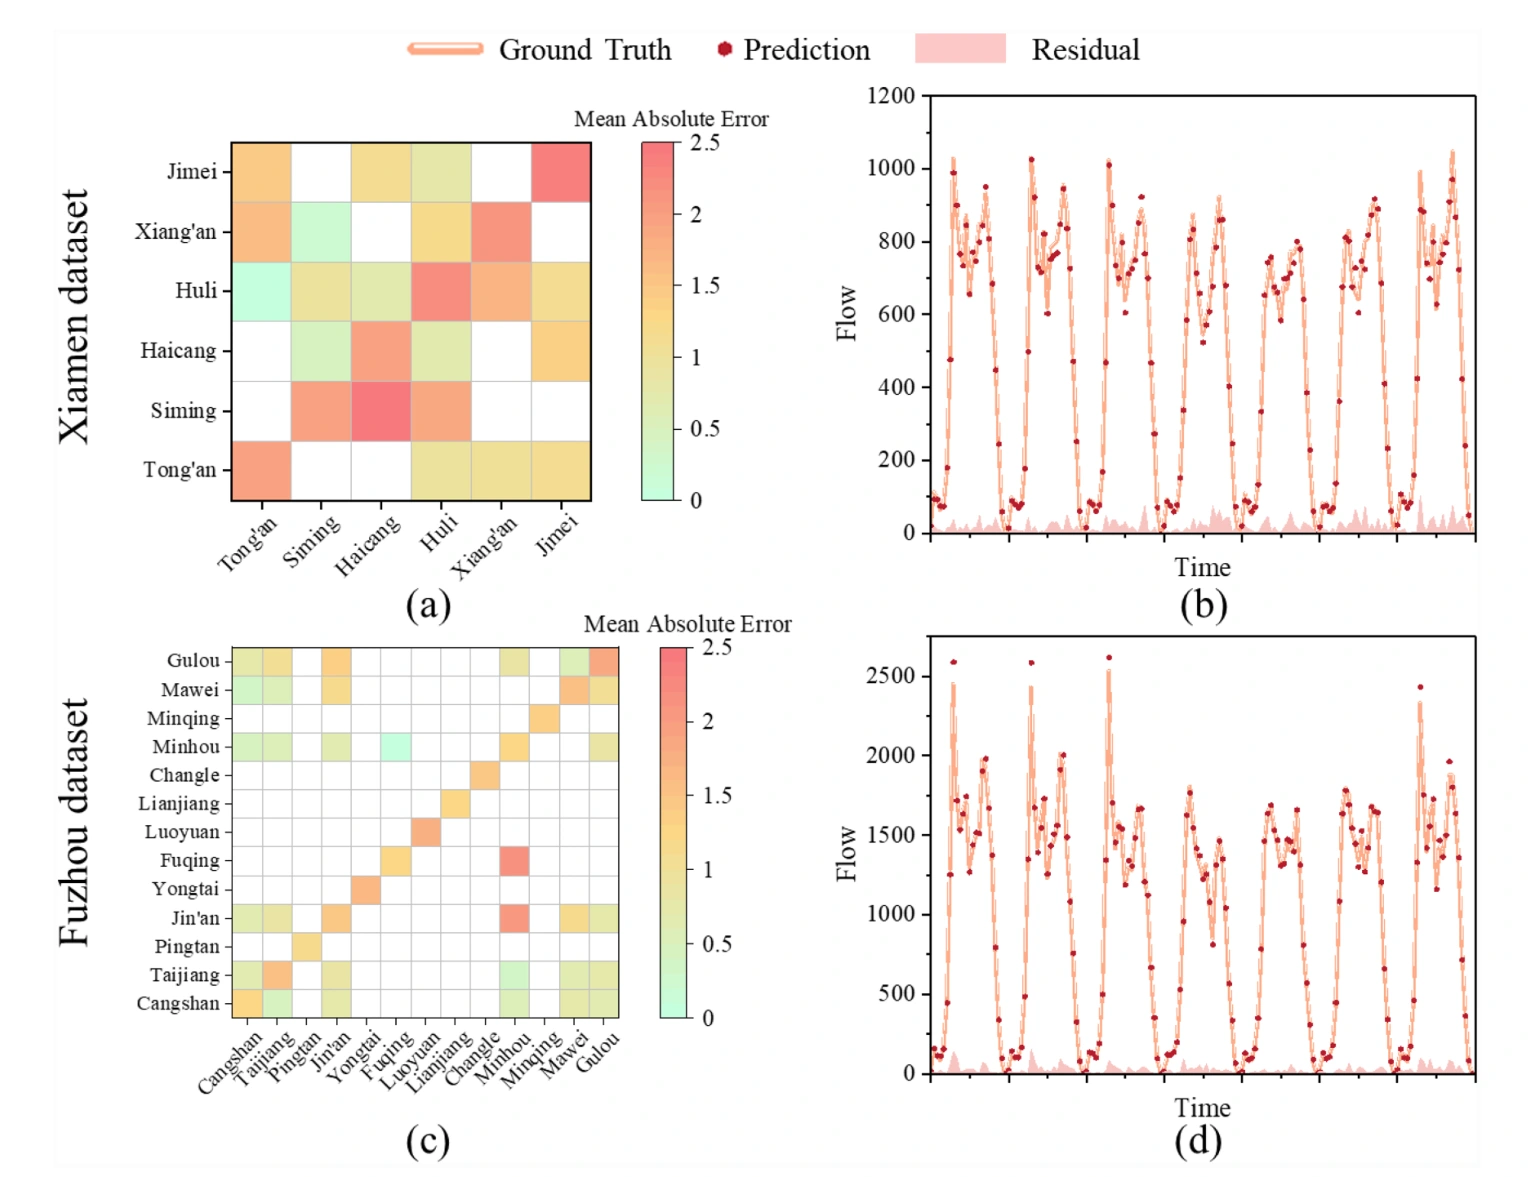 Ground Truth Prediction Residual
Xiamen dataset
Mean Absolute Error
Jimei
Xiang'an
Huli
Haicang
Siming
Tong'an
Tong'an Siming Haicang Huli Xiang'an Jimei
2.5
2
1.5
1
0.5
0
(a)
Flow
1200
1000
800
600
400
200
0
Time
(b)
Fuzhou dataset
Mean Absolute Error
Gulou
Mawei
Minqing
Minhou
Changle
Lianjiang
Luoyuan
Fuqing
Yongtai
Jin'an
Pingtan
Taijiang
Cangshan
Cangshan Taijiang Pingtan Jin'an Yongtai Fuqing Luoyuan Lianjiang Changle Minhou Minqing Mawei Gulou
2.5
2
1.5
1
0.5
0
(c)
Flow
2500
2000
1500
1000
500
0
Time
(d)